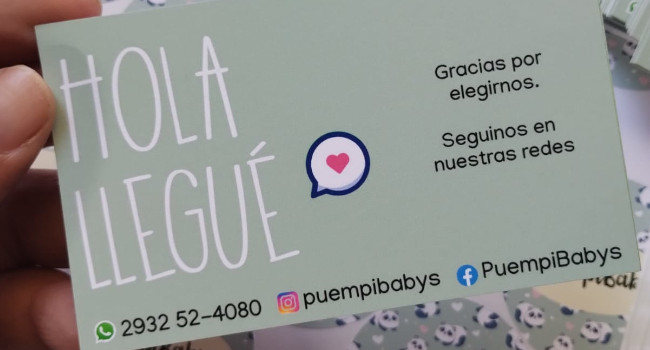 HOLA
LLEGUÉ
Gracias por
elegirnos.
Seguinos en
nuestras redes
2932 52-4080
puempibabys
PuempiBabys